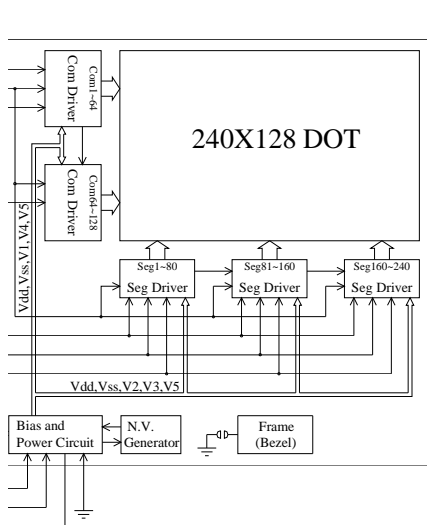 Com1~64
Com Driver
240X128 DOT
Com64~128
Com Driver
Vdd,Vss,V1,V4,V5
Seg1~80
Seg Driver
Seg81~160
Seg Driver
Seg160~240
Seg Driver
Vdd,Vss,V2,V3,V5
Bias and
Power Circuit
N.V.
Generator
Frame
(Bezel)